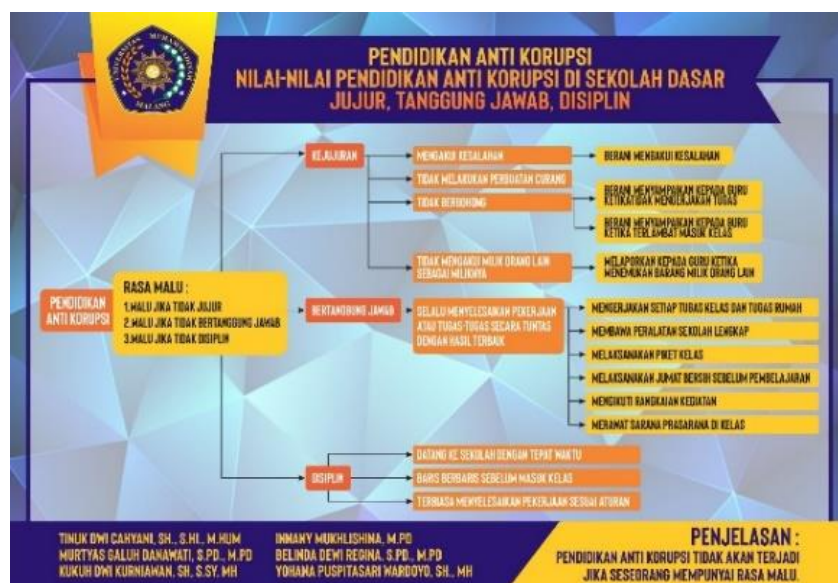 UNIVERSITAS MUHAMMADIYAH
MALANG
PENDIDIKAN ANTI KORUPSI
NILAI-NILAI PENDIDIKAN ANTI KORUPSI DI SEKOLAH DASAR
JUJUR, TANGGUNG JAWAB, DISIPLIN
PENDIDIKAN
ANTI KORUPSI
RASA MALU :
1.MALU JIKA TIDAK JUJUR
2.MALU JIKA TIDAK BERTANGGUNG JAWAB
3.MALU JIKA TIDAK DISIPLIN
KEJUJURAN
MENGAKUI KESALAHAN
BERANI MENGAKUI KESALAHAN
TIDAK MELAKUKAN PERBUATAN CURANG
TIDAK BERBOHONG
BERANI MENYAMPAIKAN KEPADA GURU
KETIKATIDAK MENGERJAKAN TUGAS
BERANI MENYAMPAIKAN KEPADA GURU
KETIKA TERLAMBAT MASUK KELAS
TIDAK MENGAKUI MILIK ORANG LAIN
SEBAGAI MILIKNYA
MELAPORKAN KEPADA GURU KETIKA
MENEMUKAN BARANG MILIK ORANG LAIN
BERTANGGUNG JAWAB
SELALU MENYELESAIKAN PEKERJAAN
ATAU TUGAS-TUGAS SECARA TUNTAS
DENGAN HASIL TERBAIK
MENGERJAKAN SETIAP TUGAS KELAS DAN TUGAS RUMAH
MEMBAWA PERALATAN SEKOLAH LENGKAP
MELAKSANAKAN PIKET KELAS
MELAKSANAKAN JUMAT BERSIH SEBELUM PEMBELAJARAN
MENGIKUTI RANGKAIAN KEGIATAN
MERAWAT SARANA PRASARANA DI KELAS
DISIPLIN
DATANG KE SEKOLAH DENGAN TEPAT WAKTU
BARIS BERBARIS SEBELUM MASUK KELAS
TERBIASA MENYELESAIKAN PEKERJAAN SESUAI ATURAN
TINUK DWI CAHYANI, SH., S.HI., M.HUM
MURTYAS GALUH DANAWATI, S.PD., M.PD
KUKUH DWI KURNIAWAN, SH, S.SY, MH
INNANY MUKHLISHINA, M.PD
BELINDA DEWI REGINA, S.PD., M.PD
YOHANA PUSPITASARI WARDOYO, SH., MH
PENJELASAN :
PENDIDIKAN ANTI KORUPSI TIDAK AKAN TERJADI
JIKA SESEORANG MEMPUNYAI RASA MALU.